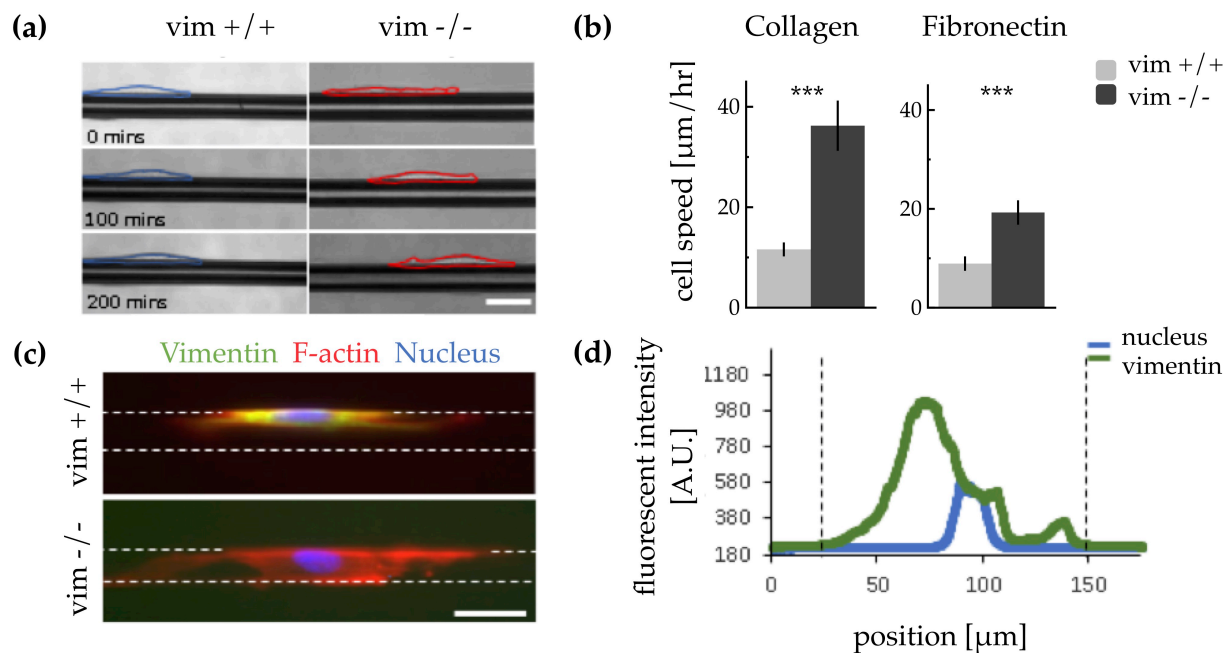 (a)
vim +/+
vim -/-
0 mins
100 mins
200 mins
(b)
Collagen
Fibronectin
vim +/+
vim -/-
cell speed [μm/hr]
40
20
0
***
40
20
0
***
(c)
Vimentin F-actin Nucleus
vim +/+
vim -/-
(d)
nucleus
vimentin
fluorescent intensity
[A.U.]
1180
980
780
580
380
180
0
50
100
150
position [μm]